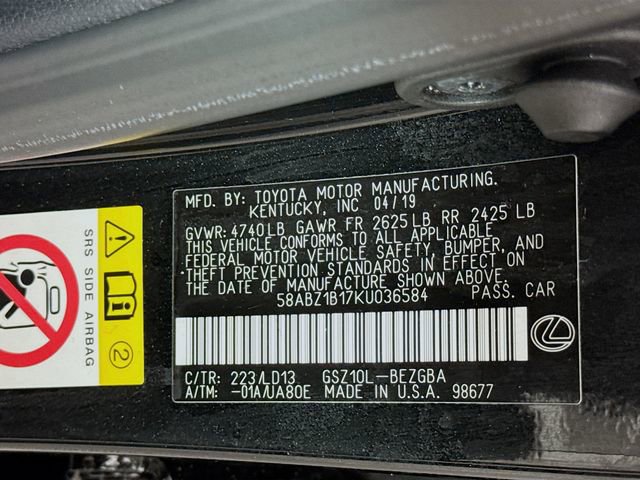 MFD. BY: TOYOTA MOTOR MANUFACTURING.
KENTUCKY, INC 04/19
GVWR: 4740LB GAWR FR 2625LB RR 2425 LB
THIS VEHICLE CONFORMS TO ALL APPLICABLE
FEDERAL MOTOR VEHICLE SAFETY, BUMPER, AND
THEFT PREVENTION STANDARDS IN EFFECT ON
THE DATE OF MANUFACTURE SHOWN ABOVE.
58ABZ1B17KU036584 PASS. CAR
C/TR: 223/LD13 GSZ10L-BEZGBA
A/TM: -01A/UA80E MADE IN U.S.A. 98677
SRS SIDE AIRBAG
2